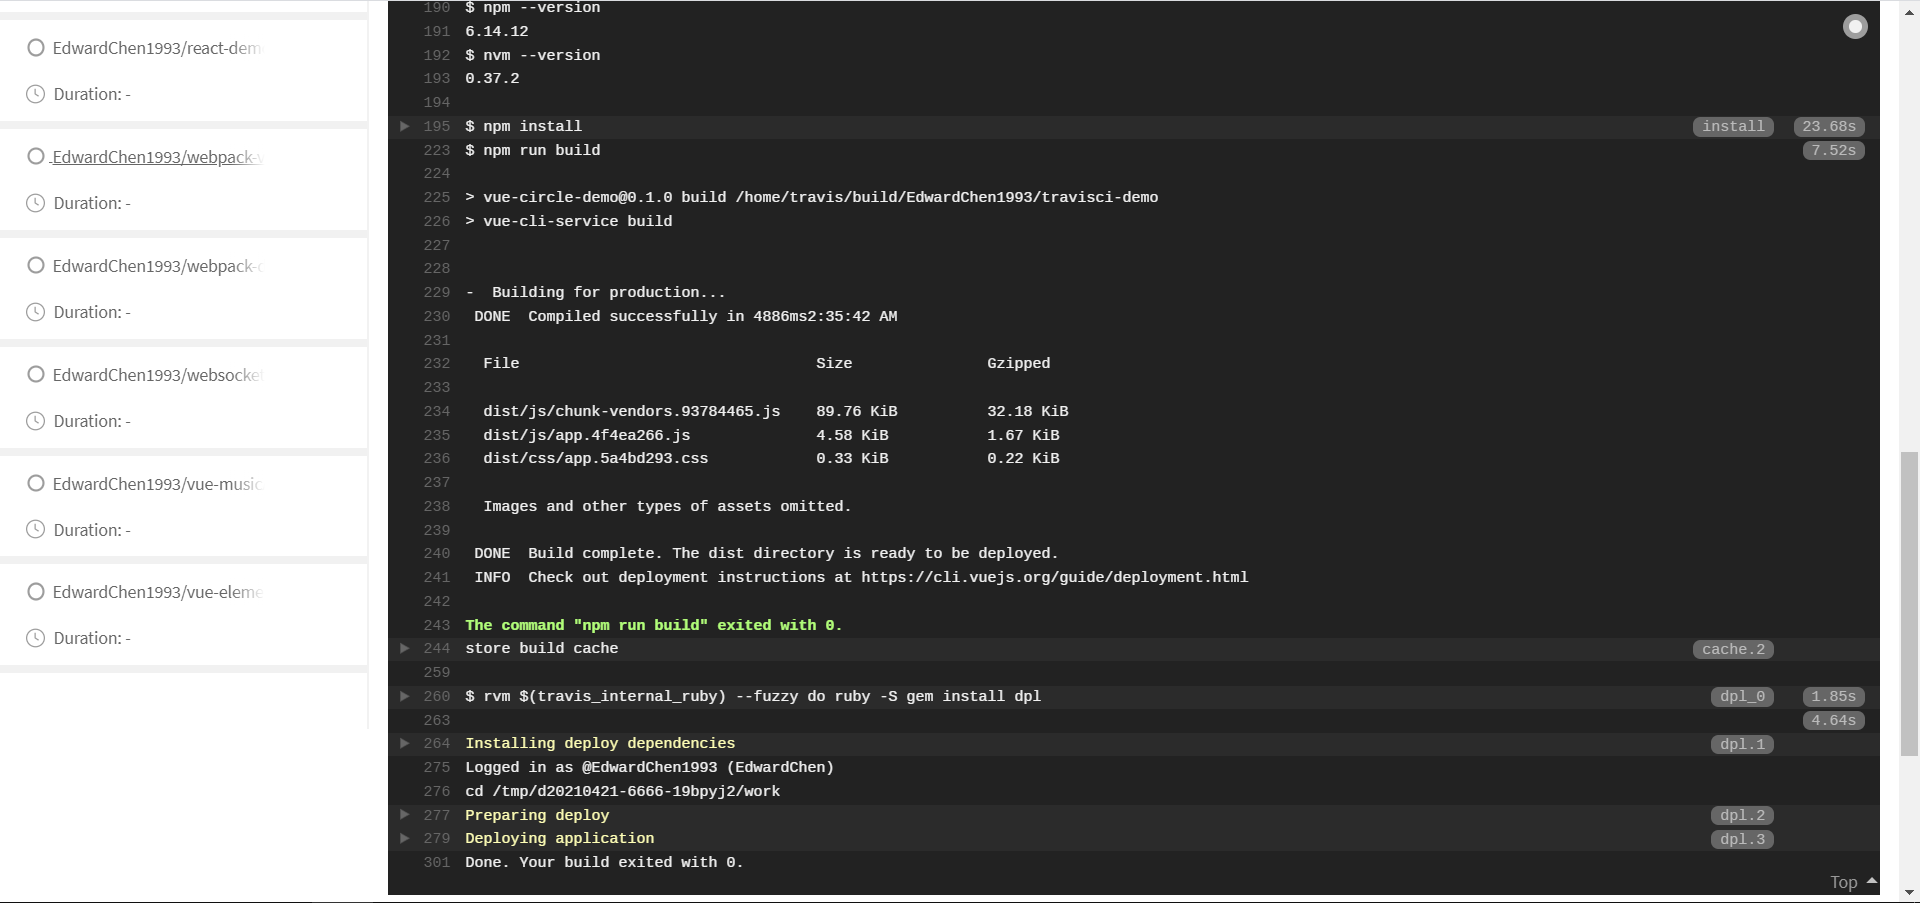 EdwardChen1993/react-dem
Duration: -
EdwardChen1993/webpack-
Duration: -
EdwardChen1993/webpack-
Duration: -
EdwardChen1993/websocket
Duration: -
EdwardChen1993/vue-music
Duration: -
EdwardChen1993/vue-eleme
Duration: -
190 $ npm --version
191 6.14.12
192 $ nvm --version
193 0.37.2
194
195 $ npm install install 23.68s
223 $ npm run build 7.52s
224
225 > vue-circle-demo@0.1.0 build /home/travis/build/EdwardChen1993/travisci-demo
226 > vue-cli-service build
227
228
229 -  Building for production...
230 DONE  Compiled successfully in 4886ms2:35:42 AM
231
232 File Size Gzipped
233
234 dist/js/chunk-vendors.93784465.js 89.76 KiB 32.18 KiB
235 dist/js/app.4f4ea266.js 4.58 KiB 1.67 KiB
236 dist/css/app.5a4bd293.css 0.33 KiB 0.22 KiB
237
238 Images and other types of assets omitted.
239
240 DONE  Build complete. The dist directory is ready to be deployed.
241 INFO  Check out deployment instructions at https://cli.vuejs.org/guide/deployment.html
242
243 The command "npm run build" exited with 0.
244 store build cache cache.2
259
260 $ rvm $(travis_internal_ruby) --fuzzy do ruby -S gem install dpl dpl_0 1.85s
263 4.64s
264 Installing deploy dependencies dpl.1
275 Logged in as @EdwardChen1993 (EdwardChen)
276 cd /tmp/d20210421-6666-19bpyj2/work
277 Preparing deploy dpl.2
279 Deploying application dpl.3
301 Done. Your build exited with 0.
Top